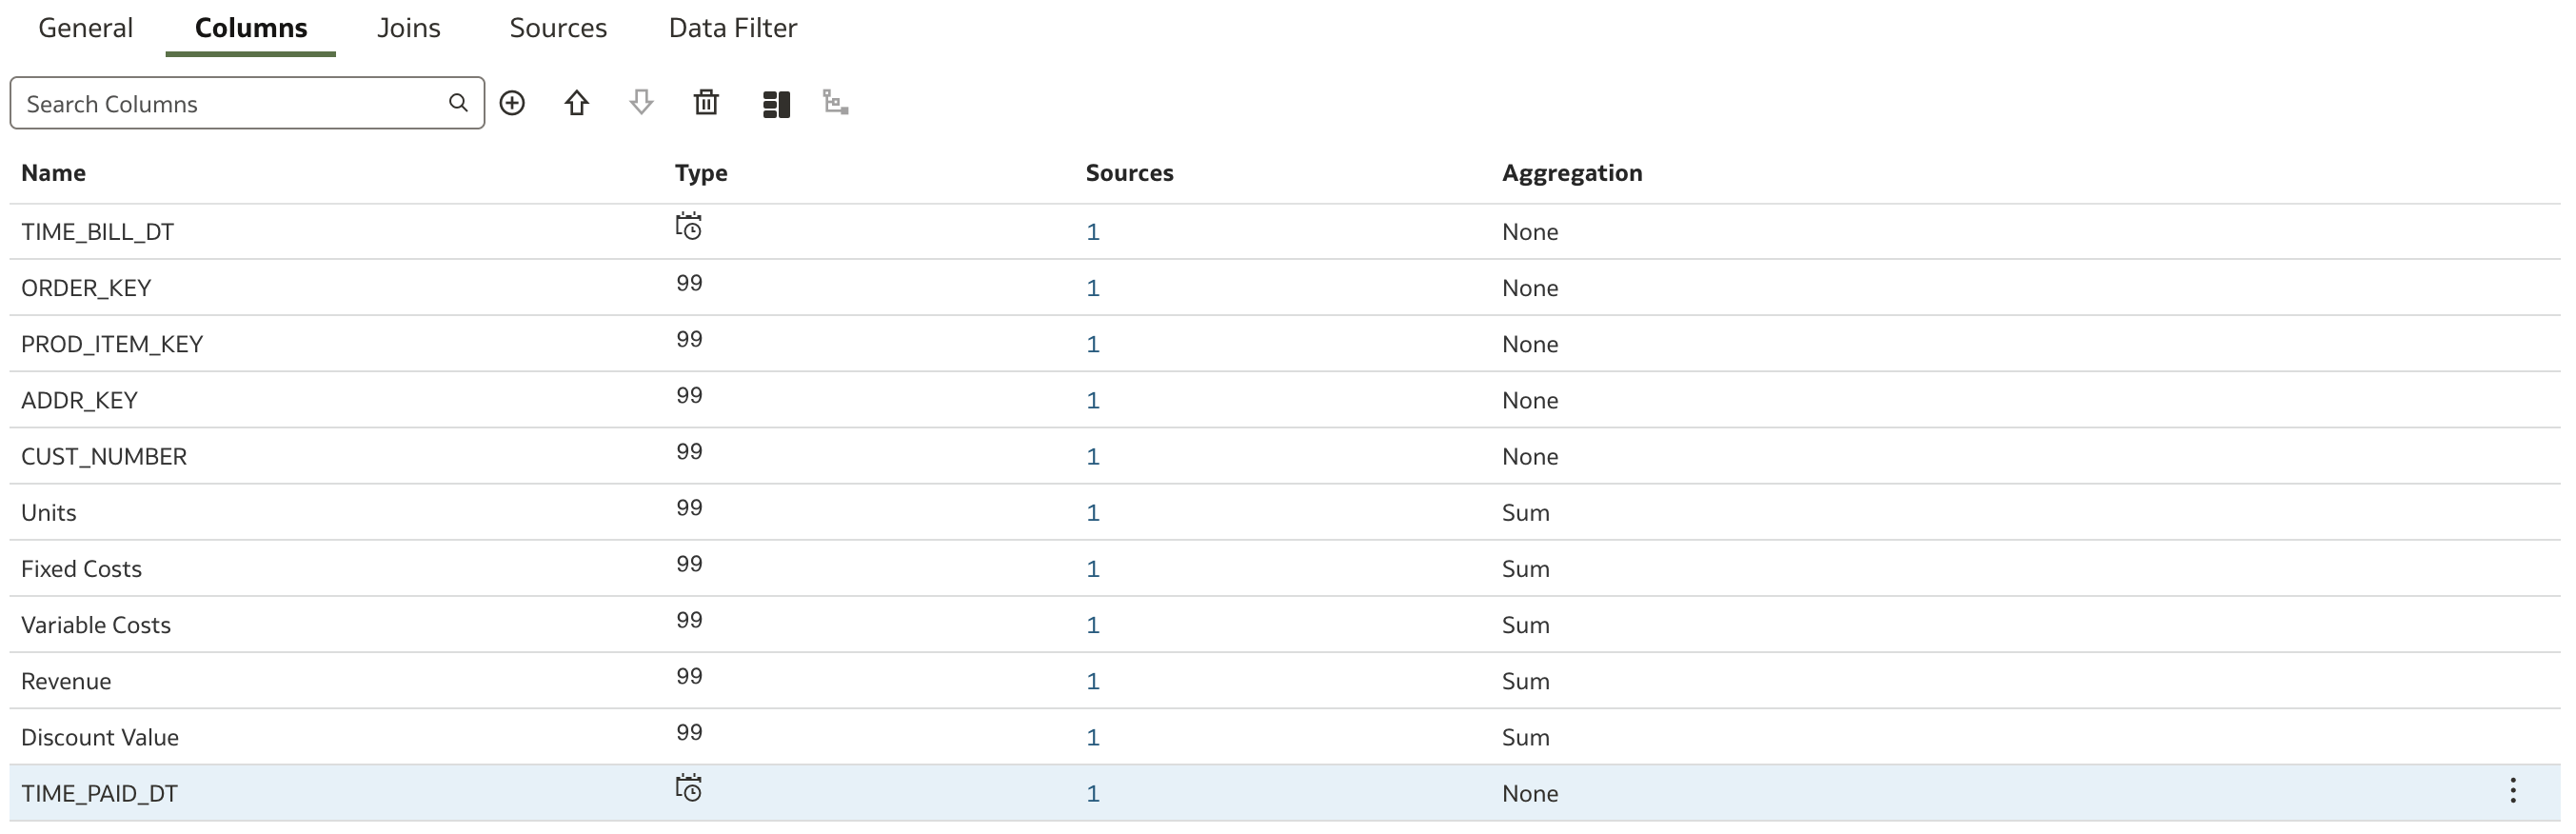 General Columns Joins Sources Data Filter
Search Columns
Name Type Sources Aggregation
TIME_BILL_DT 1 None
ORDER_KEY 99 1 None
PROD_ITEM_KEY 99 1 None
ADDR_KEY 99 1 None
CUST_NUMBER 99 1 None
Units 99 1 Sum
Fixed Costs 99 1 Sum
Variable Costs 99 1 Sum
Revenue 99 1 Sum
Discount Value 99 1 Sum
TIME_PAID_DT 1 None